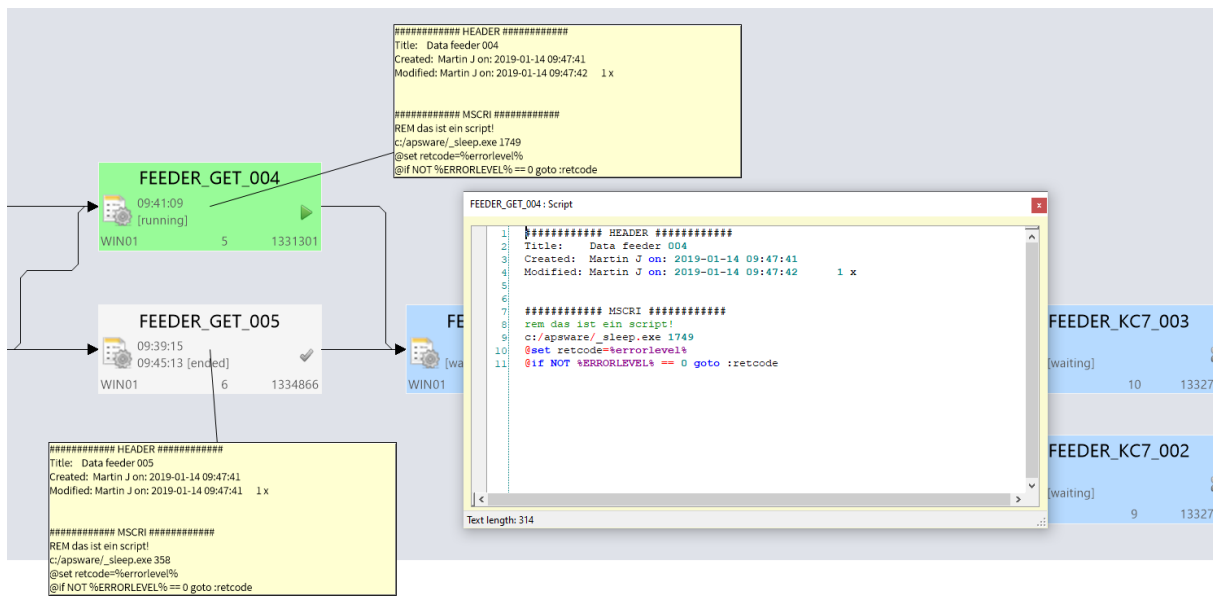 ############ HEADER ############
Title:   Data feeder 004
Created:  Martin J on: 2019-01-14 09:47:41
Modified: Martin J on: 2019-01-14 09:47:42     1 x
############ MSCRI ############
REM das ist ein script!
c:/apsware/_sleep.exe 1749
@set retcode=%errorlevel%
@if NOT %ERRORLEVEL% == 0 goto :retcode
FEEDER_GET_004
09:41:09
[running]
WIN01 5 1331301
FEEDER_GET_004 : Script
x
1 ############ HEADER ############
2 Title:    Data feeder 004
3 Created:  Martin J on: 2019-01-14 09:47:41
4 Modified: Martin J on: 2019-01-14 09:47:42      1 x
5
6
7 ############ MSCRI ############
8 rem das ist ein script!
9 c:/apsware/_sleep.exe 1749
10 @set retcode=%errorlevel%
11 @if NOT %ERRORLEVEL% == 0 goto :retcode
Text length: 314
FEEDER_GET_005
09:39:15
09:45:13 [ended]
WIN01 6 1334866
FE
[wa
WIN01
FEEDER_KC7_003
[waiting]
10 13327
FEEDER_KC7_002
[waiting]
9 13327
############ HEADER ############
Title:   Data feeder 005
Created:  Martin J on: 2019-01-14 09:47:41
Modified: Martin J on: 2019-01-14 09:47:41     1 x
############ MSCRI ############
REM das ist ein script!
c:/apsware/_sleep.exe 358
@set retcode=%errorlevel%
@if NOT %ERRORLEVEL% == 0 goto :retcode